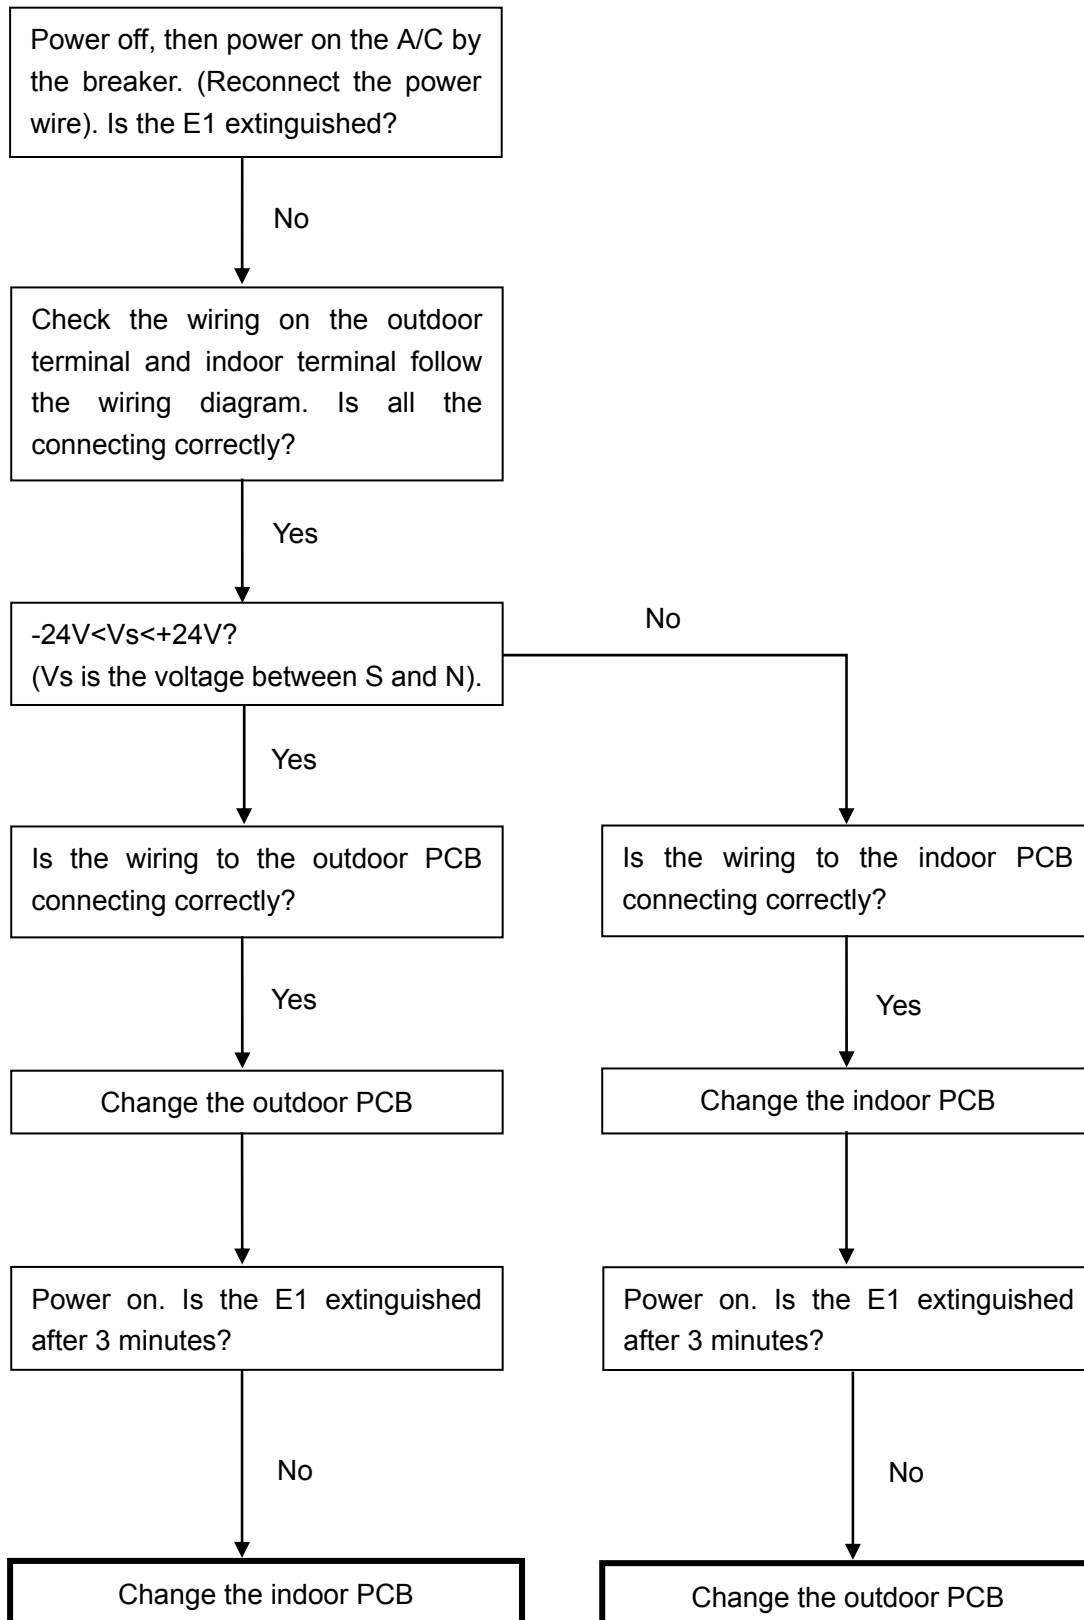 Power off, then power on the A/C by
the breaker. (Reconnect the power
wire). Is the E1 extinguished?
No
Check the wiring on the outdoor
terminal and indoor terminal follow
the wiring diagram. Is all the
connecting correctly?
Yes
-24V<Vs<+24V?
(Vs is the voltage between S and N).
No
Yes
Is the wiring to the outdoor PCB
connecting correctly?
Is the wiring to the indoor PCB
connecting correctly?
Yes
Yes
Change the outdoor PCB
Change the indoor PCB
Power on. Is the E1 extinguished
after 3 minutes?
Power on. Is the E1 extinguished
after 3 minutes?
No
No
Change the indoor PCB
Change the outdoor PCB